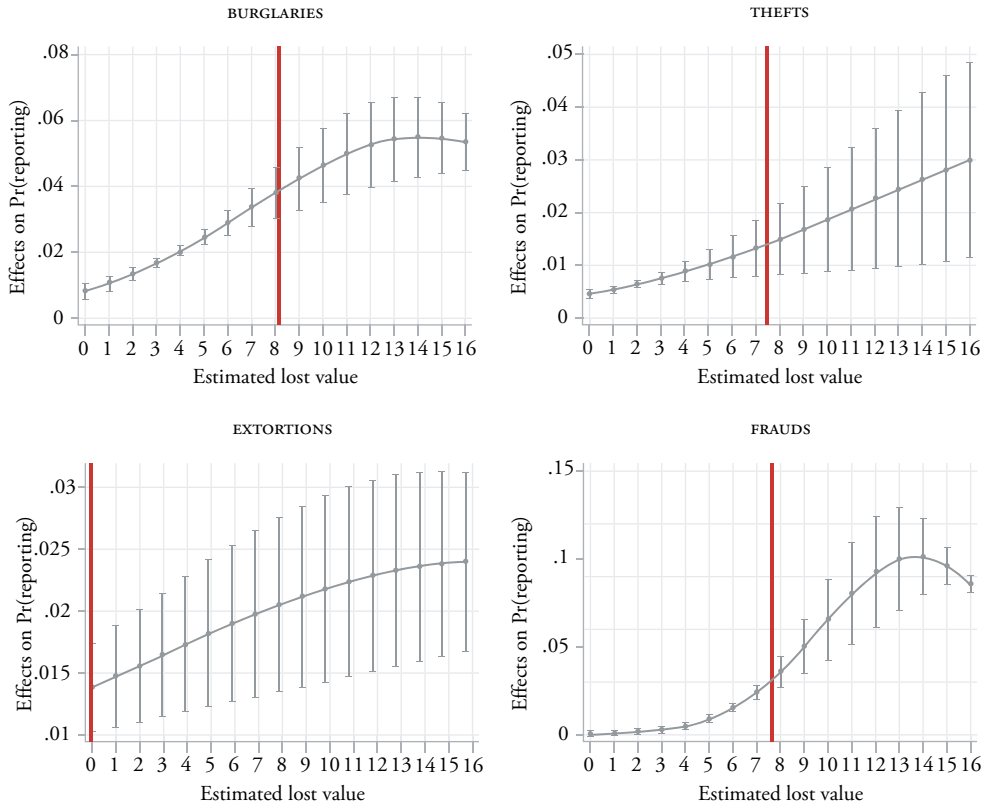 BURGLARIES
Effects on Pr(reporting)
.08
.06
.04
.02
0
0 1 2 3 4 5 6 7 8 9 10 11 12 13 14 15 16
Estimated lost value
THEFTS
Effects on Pr(reporting)
.05
.04
.03
.02
.01
0
0 1 2 3 4 5 6 7 8 9 10 11 12 13 14 15 16
Estimated lost value
EXTORTIONS
Effects on Pr(reporting)
.03
.025
.02
.015
.01
0 1 2 3 4 5 6 7 8 9 10 11 12 13 14 15 16
Estimated lost value
FRAUDS
Effects on Pr(reporting)
.15
.1
.05
0
0 1 2 3 4 5 6 7 8 9 10 11 12 13 14 15 16
Estimated lost value